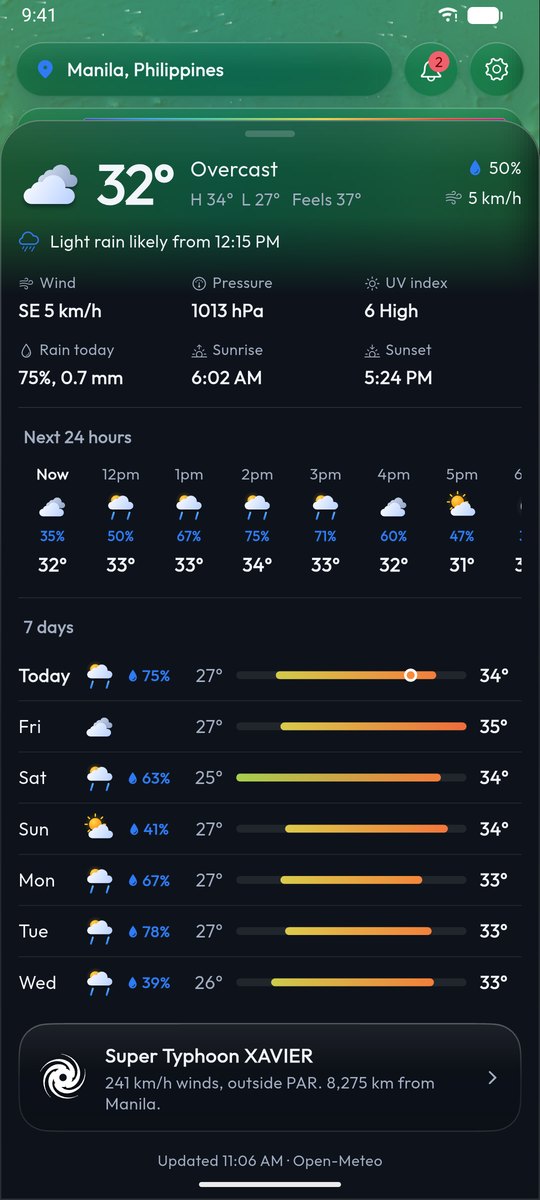 9:41
Manila, Philippines
2
32° Overcast 50%
H 34° L 27° Feels 37° 5 km/h
Light rain likely from 12:15 PM
Wind Pressure UV index
SE 5 km/h 1013 hPa 6 High
Rain today Sunrise Sunset
75%, 0.7 mm 6:02 AM 5:24 PM
Next 24 hours
Now 12pm 1pm 2pm 3pm 4pm 5pm 6
35% 50% 67% 75% 71% 60% 47%
32° 33° 33° 34° 33° 32° 31°
7 days
Today 75% 27° 34°
Fri 27° 35°
Sat 63% 25° 34°
Sun 41% 27° 34°
Mon 67% 27° 33°
Tue 78% 27° 33°
Wed 39% 26° 33°
Super Typhoon XAVIER
241 km/h winds, outside PAR. 8,275 km from
Manila.
Updated 11:06 AM · Open-Meteo